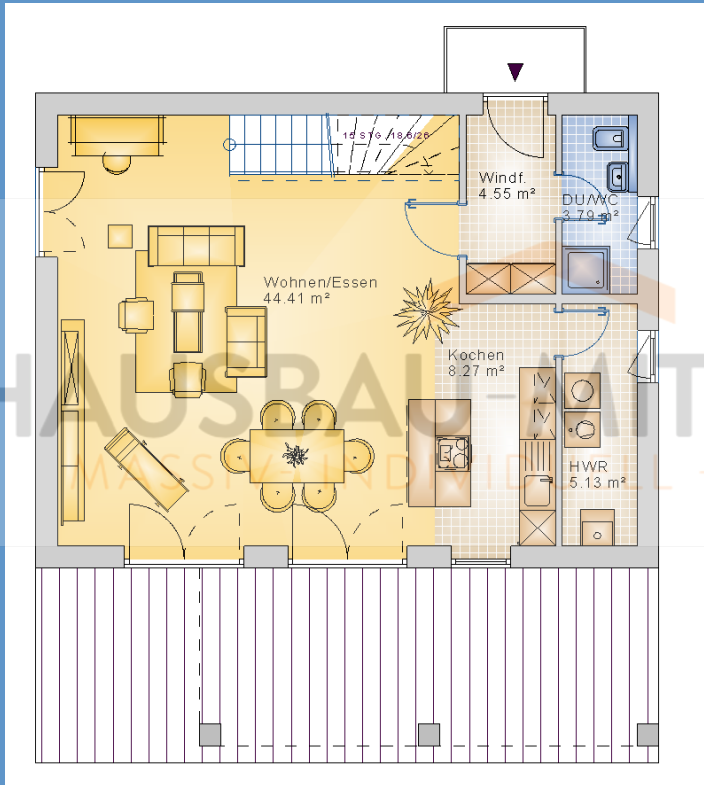 15 STG /18.6/26
Windf.
4.55 m²
DU/WC
3.79 m²
Wohnen/Essen
44.41 m²
Kochen
8.27 m²
HAUSBAU-MIT
MASSIV INDIVIDUELL
HWR
5.13 m²